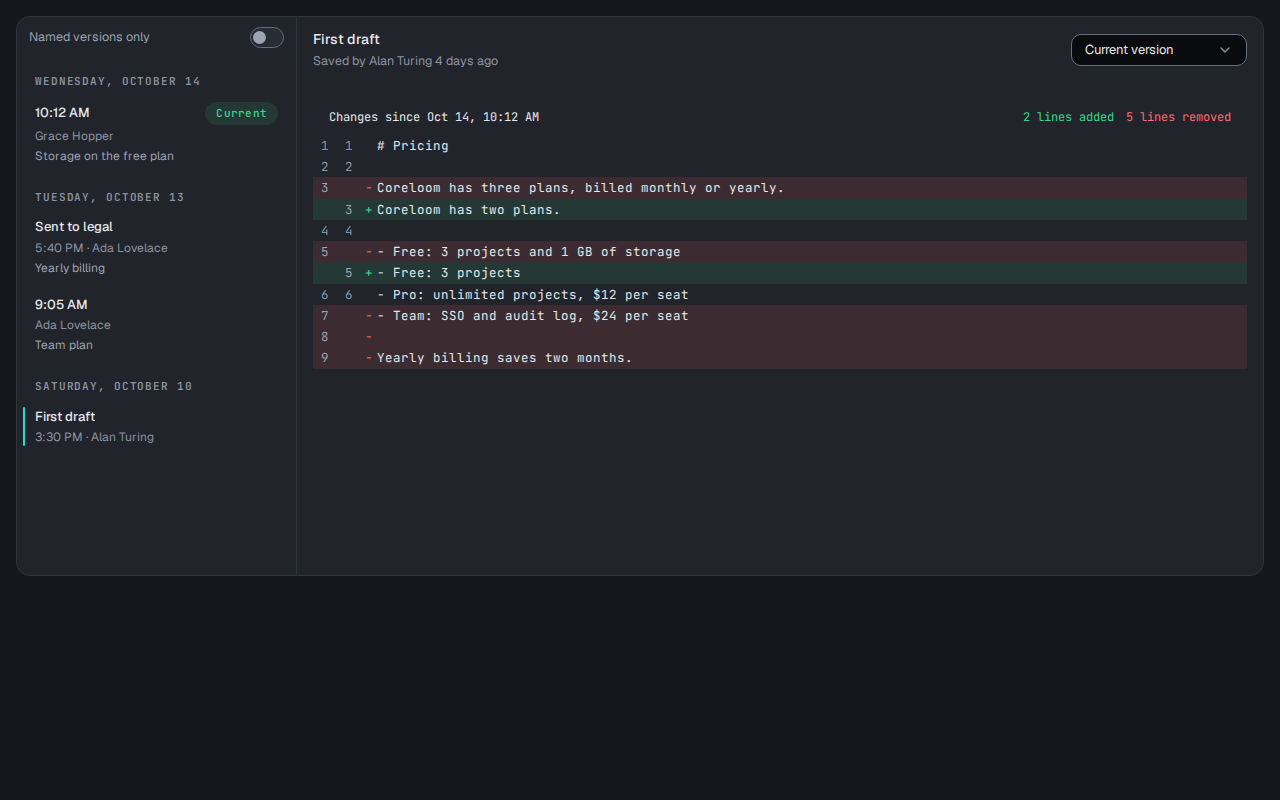 Named versions only
WEDNESDAY, OCTOBER 14
10:12 AM Current
Grace Hopper
Storage on the free plan
TUESDAY, OCTOBER 13
Sent to legal
5:40 PM · Ada Lovelace
Yearly billing
9:05 AM
Ada Lovelace
Team plan
SATURDAY, OCTOBER 10
First draft
3:30 PM · Alan Turing
First draft
Saved by Alan Turing 4 days ago
Current version
Changes since Oct 14, 10:12 AM 2 lines added 5 lines removed
1 1 # Pricing
2 2
3 - Coreloom has three plans, billed monthly or yearly.
3 + Coreloom has two plans.
4 4
5 - - Free: 3 projects and 1 GB of storage
5 + - Free: 3 projects
6 6 - Pro: unlimited projects, $12 per seat
7 - - Team: SSO and audit log, $24 per seat
8 -
9 - Yearly billing saves two months.